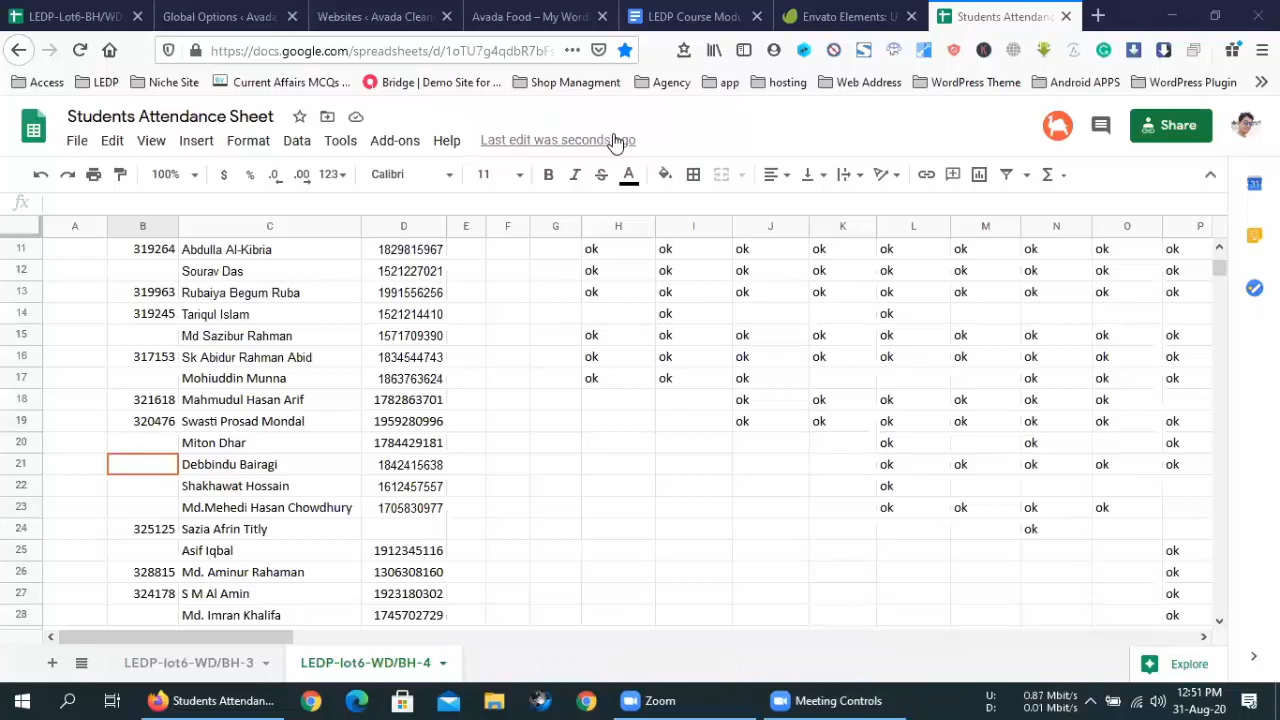 LEDP-Lot6-BH/WD
Global Options ‹ Avada
Websites ‹ Avada Clean
Avada Food – My Word
LEDP Course Modu
Envato Elements: U
Students Attendanc
https://docs.google.com/spreadsheets/d/1oTU7g4qdbR7bFs
Access LEDP Niche Site Current Affairs MCQs ... Bridge | Demo Site for ... Shop Managment Agency app hosting Web Address WordPress Theme Android APPS WordPress Plugin
Students Attendance Sheet
File Edit View Insert Format Data Tools Add-ons Help Last edit was seconds ago
Share
100% $ % .0 .00 123 Calibri 11 B I S A
fx
A B C D E F G H I J K L M N O P
11 319264 Abdulla Al-Kibria 1829815967 ok ok ok ok ok ok ok ok ok
12 Sourav Das 1521227021 ok ok ok ok ok ok ok ok ok
13 319963 Rubaiya Begum Ruba 1991556256 ok ok ok ok ok ok ok ok ok
14 319245 Tariqul Islam 1521214410 ok ok
15 Md Sazibur Rahman 1571709390 ok ok ok ok ok ok ok ok ok
16 317153 Sk Abidur Rahman Abid 1834544743 ok ok ok ok ok ok ok ok ok
17 Mohiuddin Munna 1863763624 ok ok ok ok ok ok
18 321618 Mahmudul Hasan Arif 1782863701 ok ok ok ok ok ok
19 320476 Swasti Prosad Mondal 1959280996 ok ok ok ok ok ok ok
20 Miton Dhar 1784429181 ok ok ok
21 Debbindu Bairagi 1842415638 ok ok ok ok ok
22 Shakhawat Hossain 1612457557 ok
23 Md.Mehedi Hasan Chowdhury 1705830977 ok ok ok ok
24 325125 Sazia Afrin Titly ok
25 Asif Iqbal 1912345116 ok
26 328815 Md. Aminur Rahaman 1306308160 ok
27 324178 S M Al Amin 1923180302 ok
28 Md. Imran Khalifa 1745702729 ok
LEDP-lot6-WD/BH-3 LEDP-lot6-WD/BH-4 Explore
Students Attendan...
Zoom
Meeting Controls
U: 0.87 Mbit/s
D: 0.01 Mbit/s
12:51 PM
31-Aug-20